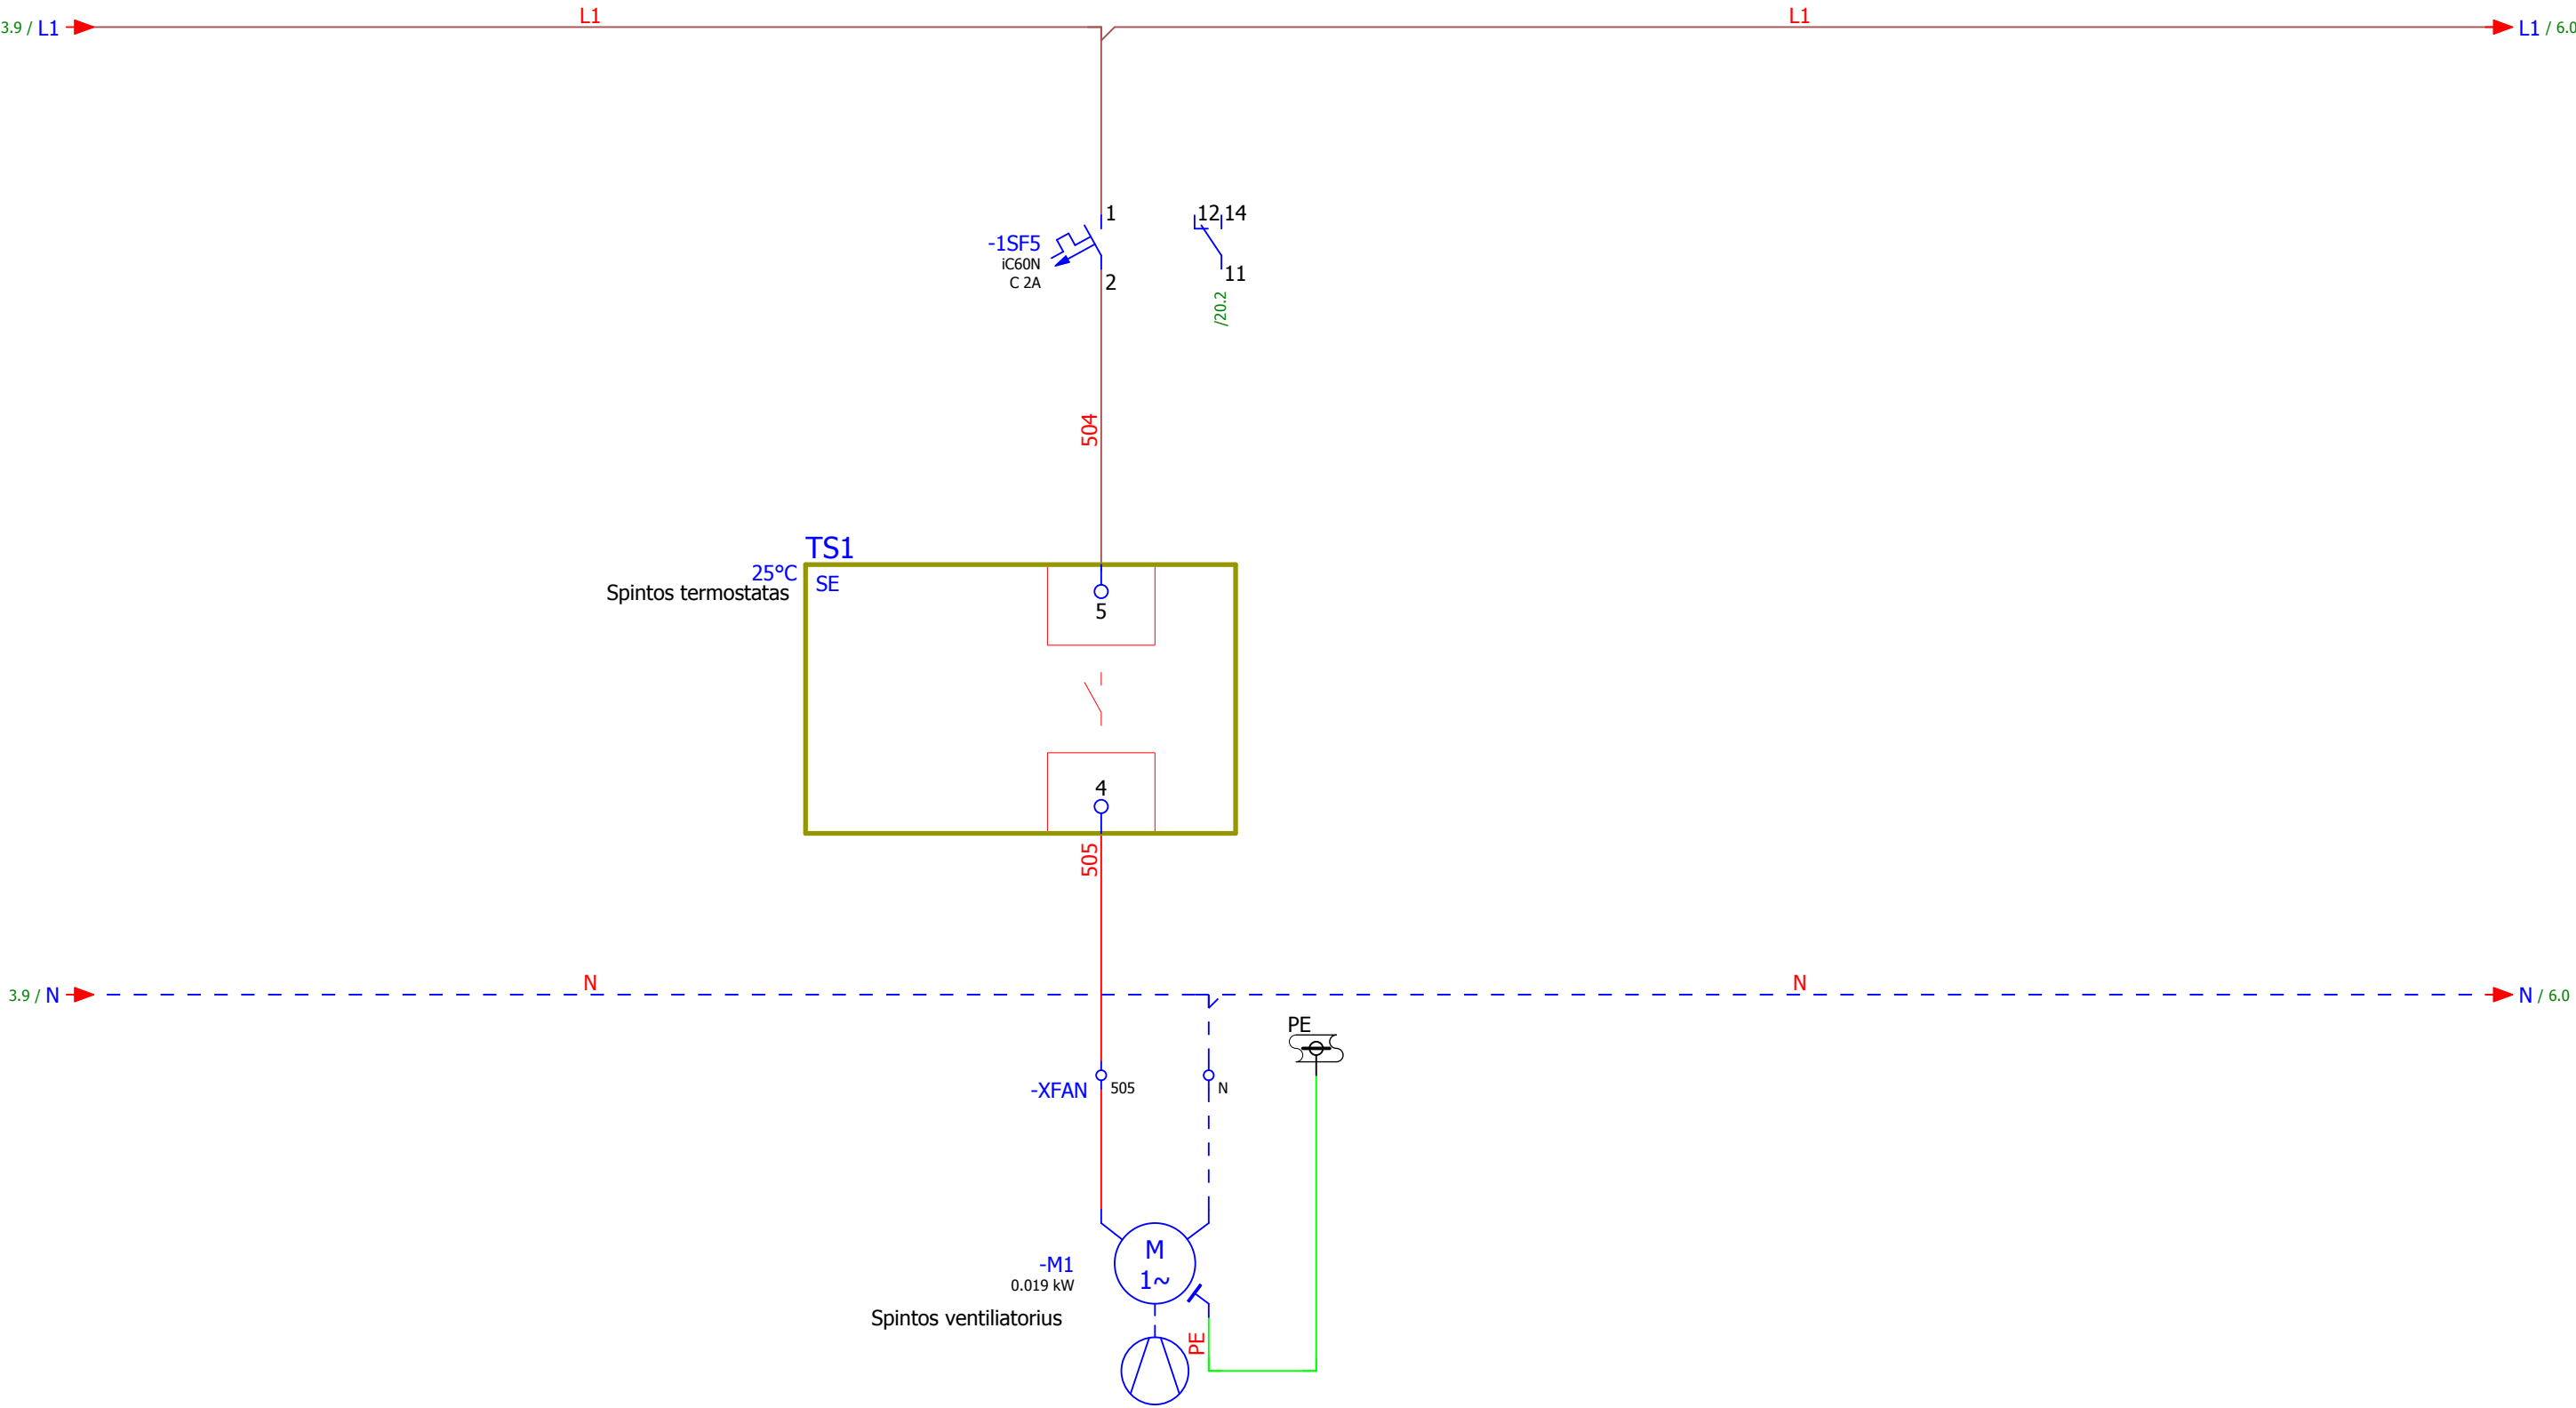 3.9 / L1
L1
L1
L1 / 6.0
-1SF5
iC60N
C 2A
1
2
12
14
11
/20.2
504
TS1
25°C
SE
Spintos termostatas
5
4
505
3.9 / N
N
N
N / 6.0
PE
-XFAN
505
N
M
1~
-M1
0.019 kW
Spintos ventiliatorius
PE